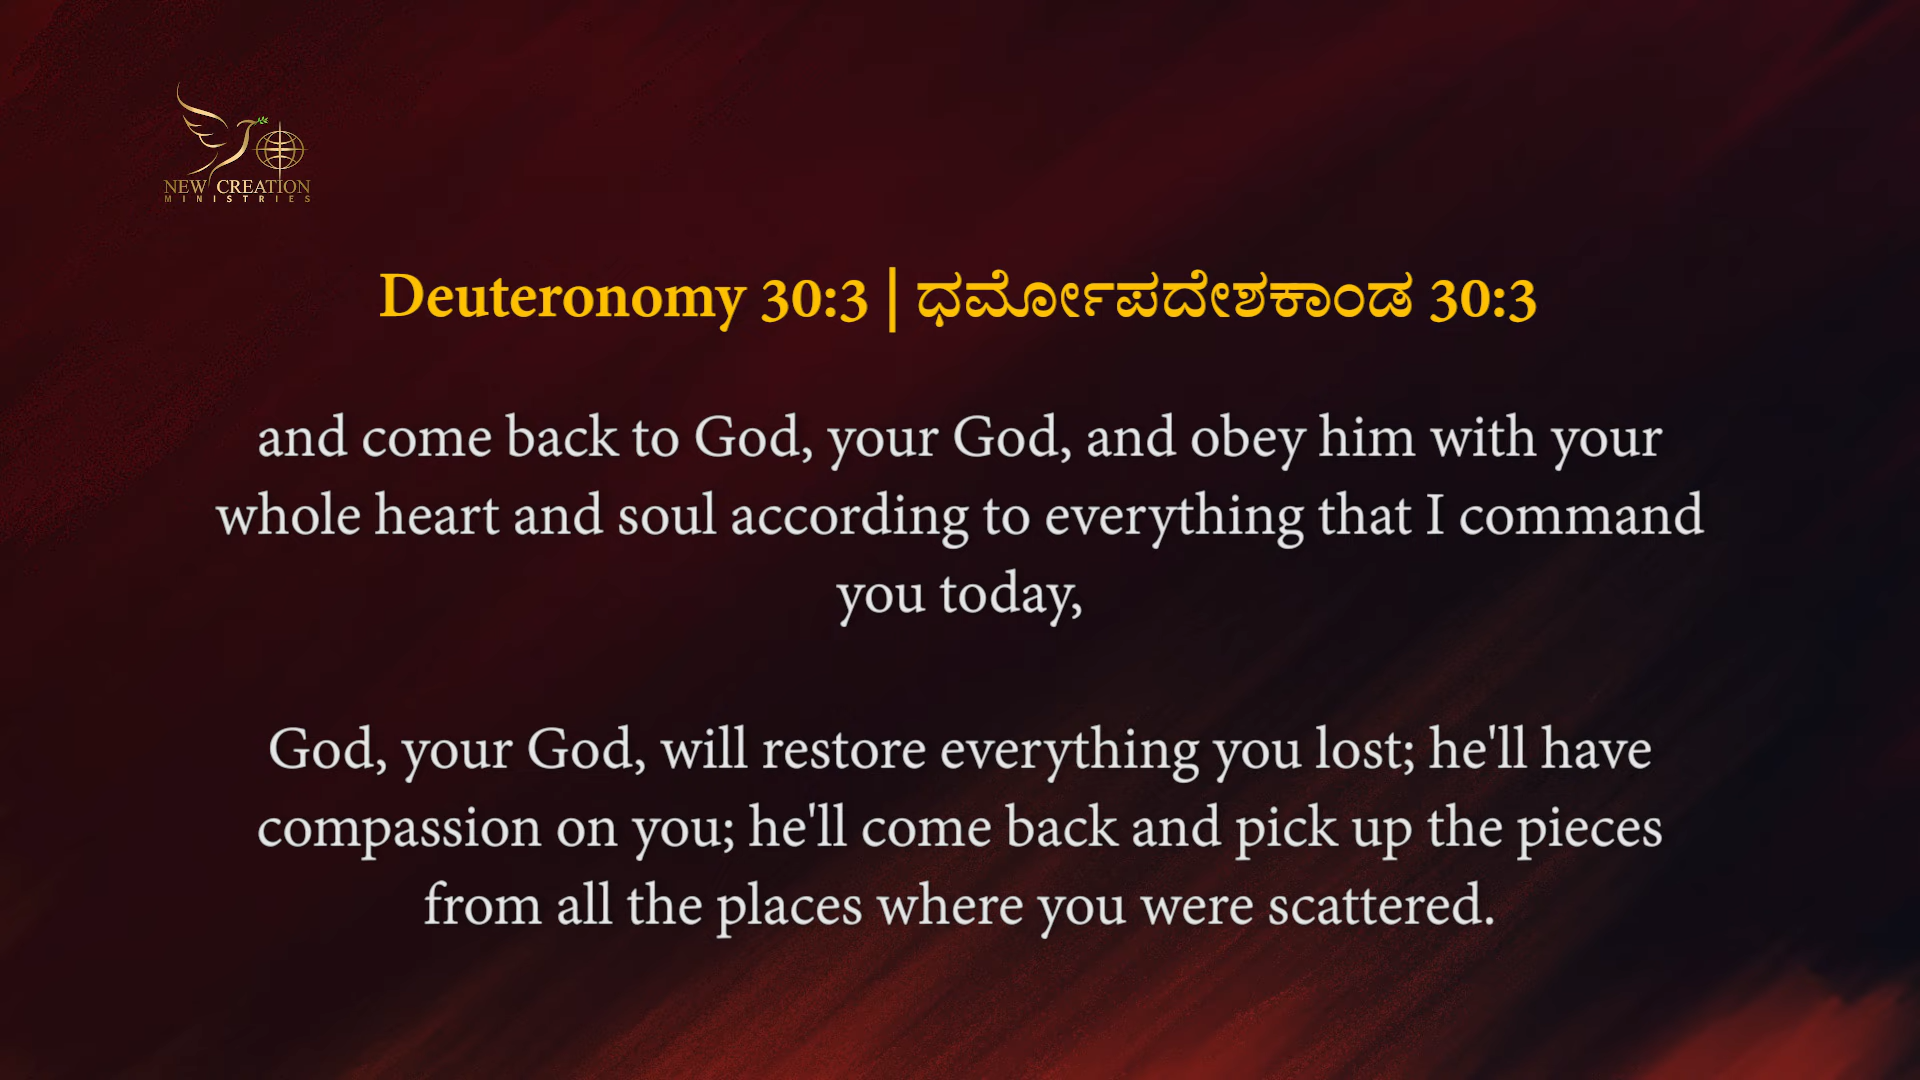 NEW CREATION
MINISTRIES
Deuteronomy 30:3 | ಧರ್ಮೋಪದೇಶಕಾಂಡ 30:3
and come back to God, your God, and obey him with your
whole heart and soul according to everything that I command
you today,
God, your God, will restore everything you lost; he'll have
compassion on you; he'll come back and pick up the pieces
from all the places where you were scattered.